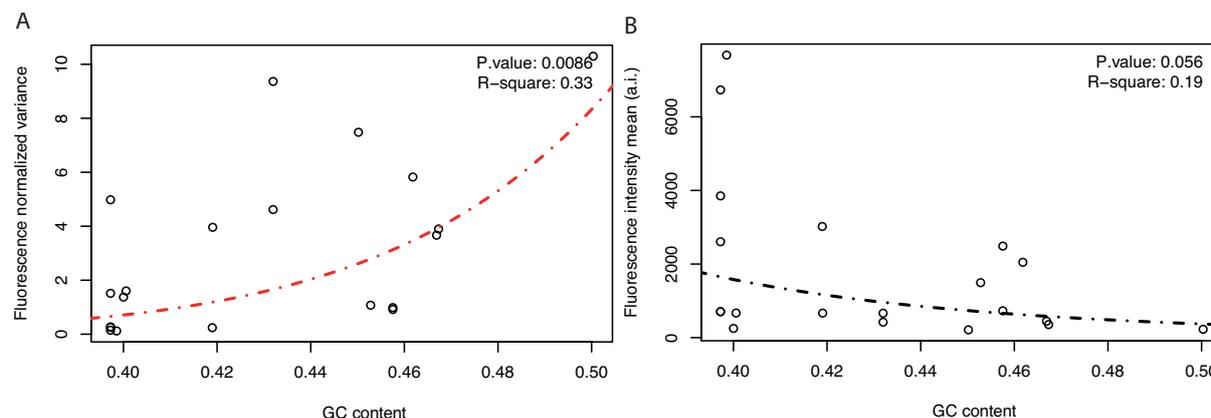 A
Fluorescence normalized variance
0
2
4
6
8
10
P.value: 0.0086
R−square: 0.33
0.40 0.42 0.44 0.46 0.48 0.50
GC content
B
Fluorescence intensity mean (a.i.)
0
2000
4000
6000
P.value: 0.056
R−square: 0.19
0.40 0.42 0.44 0.46 0.48 0.50
GC content